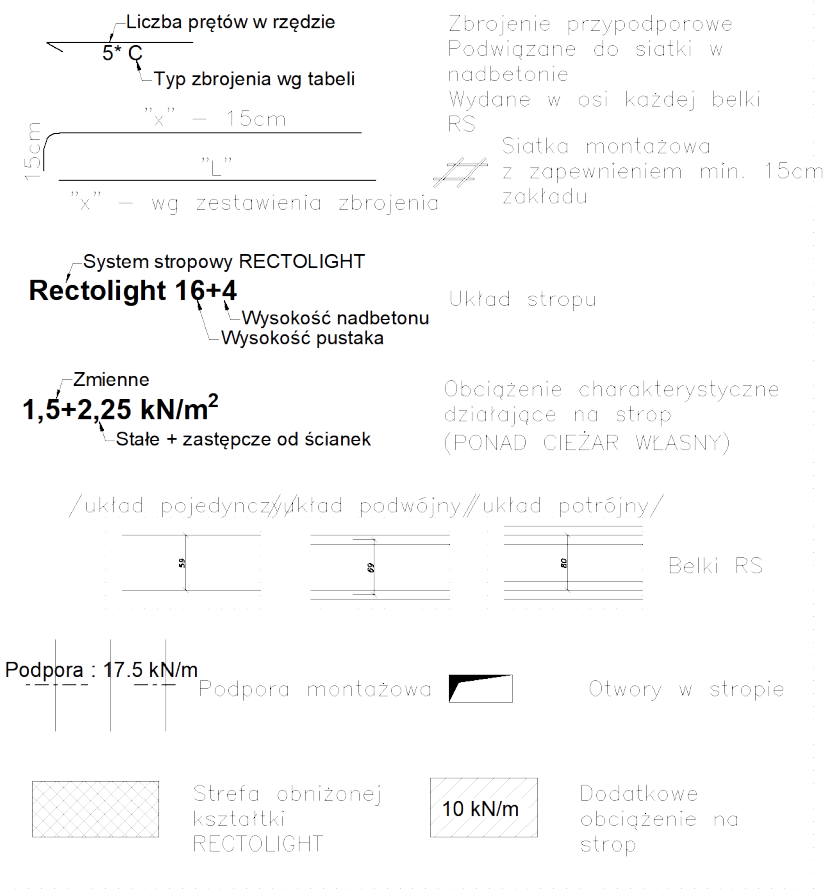 Liczba prętów w rzędzie
5* C
Typ zbrojenia wg tabeli
Zbrojenie przypodporowe
Podwiązane do siatki w
nadbetonie
Wydane w osi każdej belki
RS
"x" – 15cm
15cm
"L"
"x" – wg zestawienia zbrojenia
Siatka montażowa
z zapewnieniem min. 15cm
zakładu
System stropowy RECTOLIGHT
Rectolight 16+4
Wysokość nadbetonu
Wysokość pustaka
Układ stropu
Zmienne
1,5+2,25 kN/m²
Stałe + zastępcze od ścianek
Obciążenie charakterystyczne
działające na strop
(PONAD CIEŻAR WŁASNY)
/układ pojedynczy/
/układ podwójny/
/układ potrójny/
59
69
80
Belki RS
Podpora : 17.5 kN/m
Podpora montażowa
Otwory w stropie
Strefa obniżonej
kształtki
RECTOLIGHT
10 kN/m
Dodatkowe
obciążenie na
strop